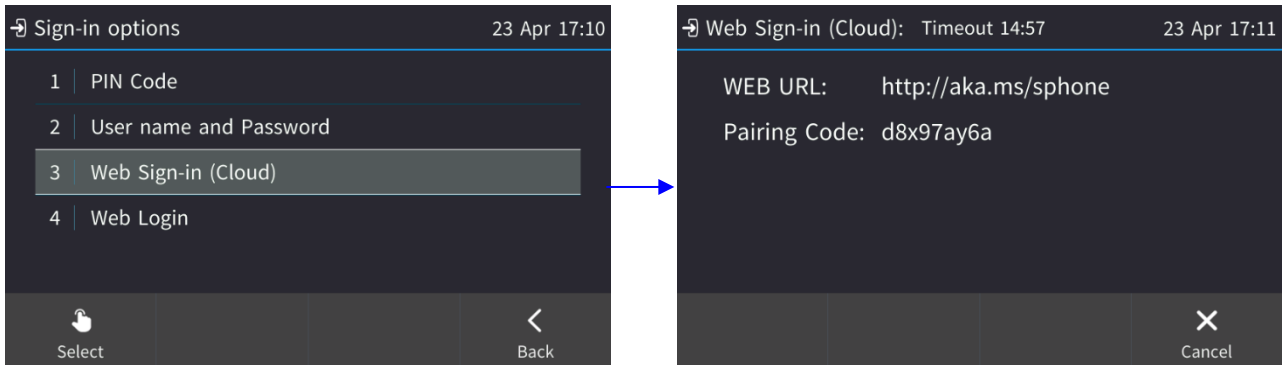 Sign-in options 23 Apr 17:10
1 PIN Code
2 User name and Password
3 Web Sign-in (Cloud)
4 Web Login
Select Back
Web Sign-in (Cloud): Timeout 14:57 23 Apr 17:11
WEB URL: http://aka.ms/sphone
Pairing Code: d8x97ay6a
Cancel